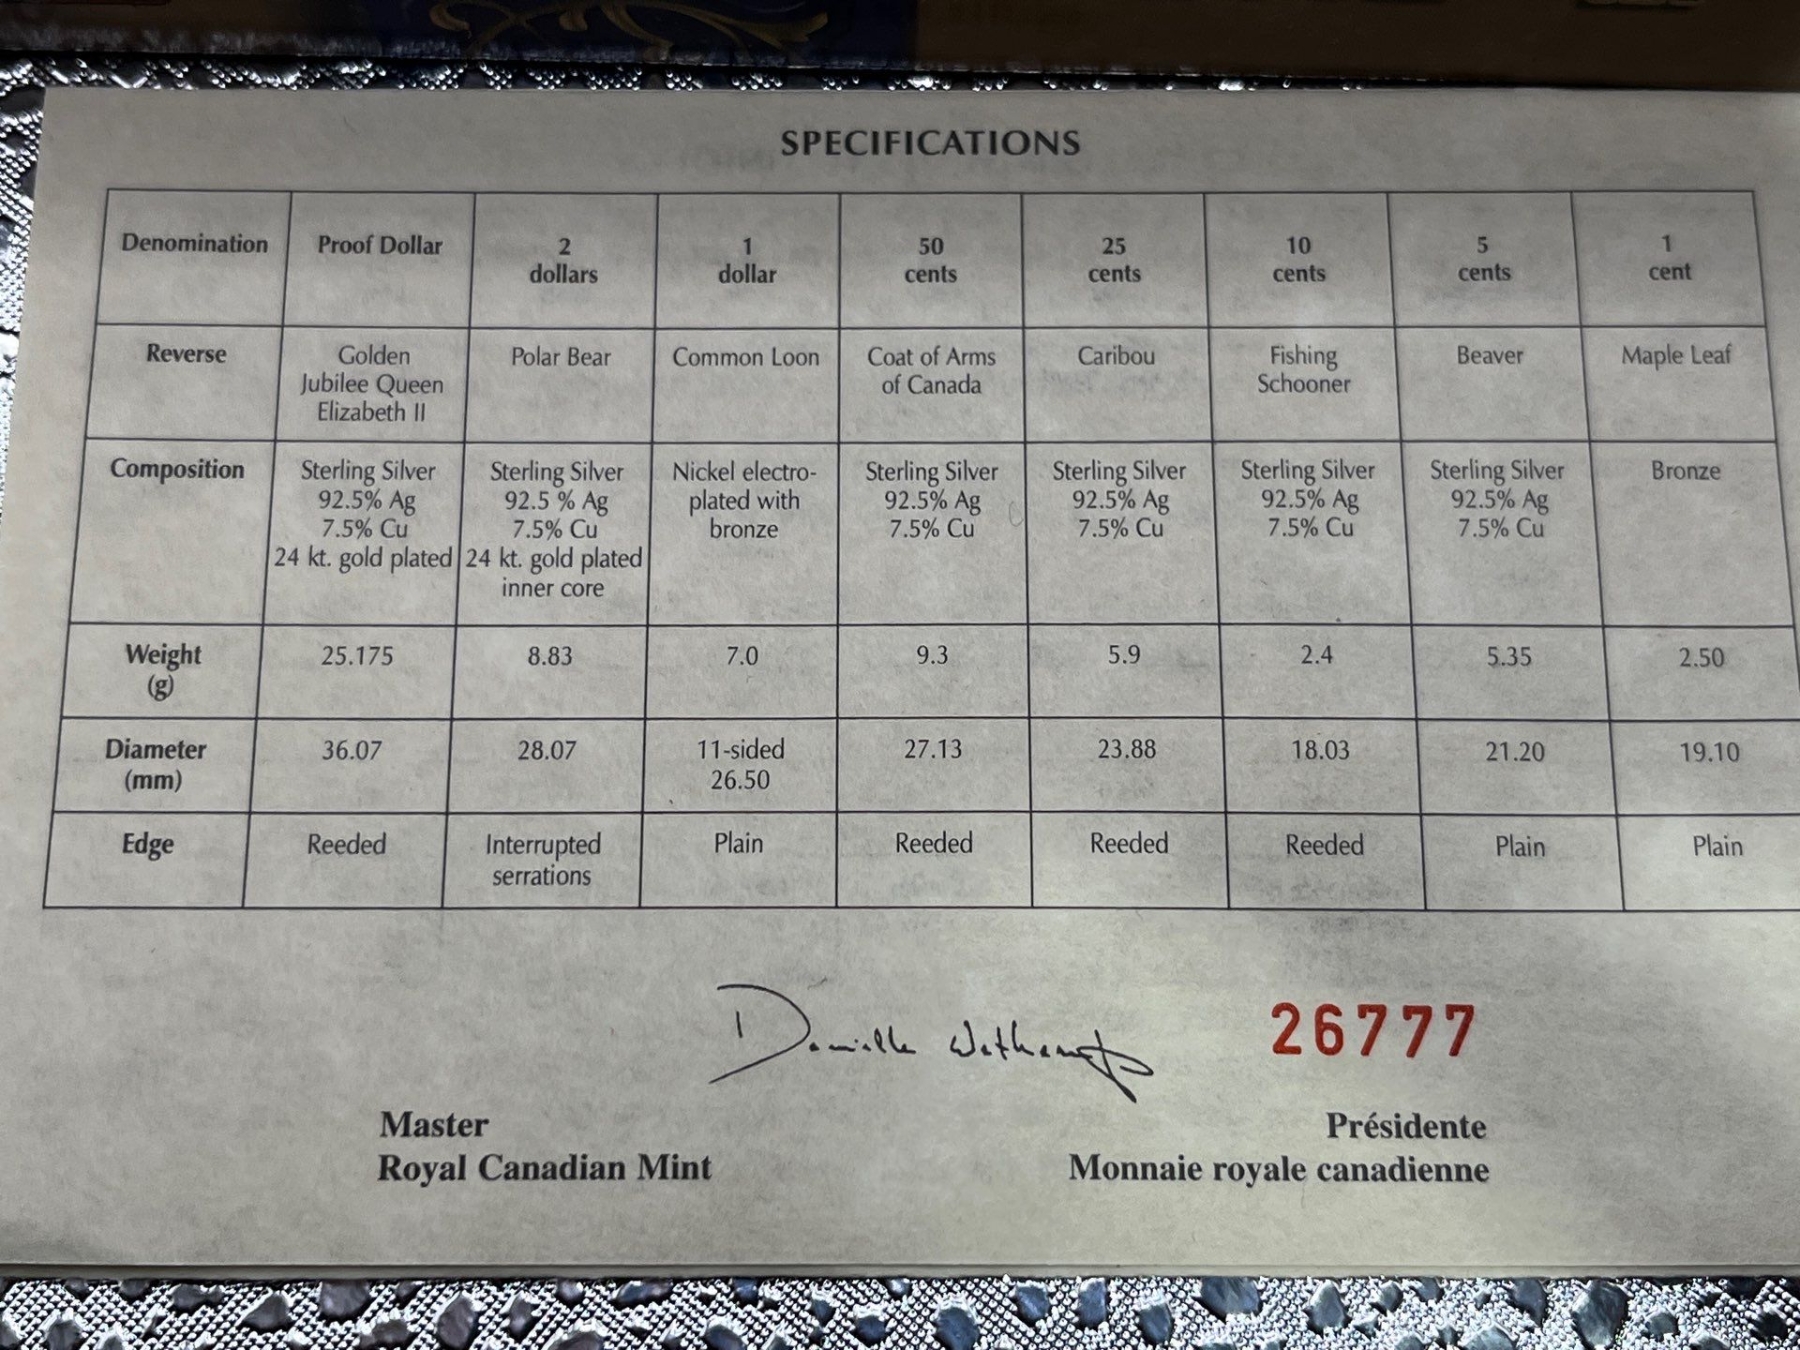 SPECIFICATIONS
Denomination Proof Dollar 2 dollars 1 dollar 50 cents 25 cents 10 cents 5 cents 1 cent
Reverse Golden Jubilee Queen Elizabeth II Polar Bear Common Loon Coat of Arms of Canada Caribou Fishing Schooner Beaver Maple Leaf
Composition Sterling Silver 92.5% Ag 7.5% Cu 24 kt. gold plated Sterling Silver 92.5 % Ag 7.5% Cu 24 kt. gold plated inner core Nickel electro-plated with bronze Sterling Silver 92.5% Ag 7.5% Cu Sterling Silver 92.5% Ag 7.5% Cu Sterling Silver 92.5% Ag 7.5% Cu Sterling Silver 92.5% Ag 7.5% Cu Bronze
Weight (g) 25.175 8.83 7.0 9.3 5.9 2.4 5.35 2.50
Diameter (mm) 36.07 28.07 11-sided 26.50 27.13 23.88 18.03 21.20 19.10
Edge Reeded Interrupted serrations Plain Reeded Reeded Reeded Plain Plain
Danielle
26777
Master
Royal Canadian Mint
Présidente
Monnaie royale canadienne